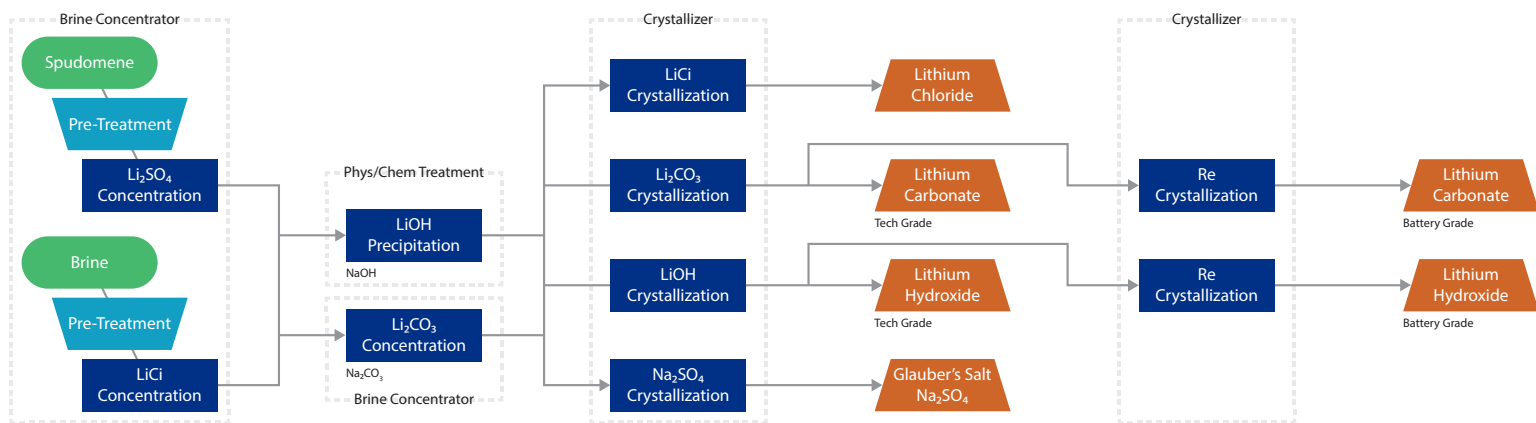 Brine Concentrator
Spudomene
Pre-Treatment
Li₂SO₄
Concentration
Brine
Pre-Treatment
LiCi
Concentration
Phys/Chem Treatment
LiOH
Precipitation
NaOH
Li₂CO₃
Concentration
Na₂CO₃
Brine Concentrator
Crystallizer
LiCi
Crystallization
Li₂CO₃
Crystallization
LiOH
Crystallization
Na₂SO₄
Crystallization
Lithium
Chloride
Lithium
Carbonate
Tech Grade
Lithium
Hydroxide
Tech Grade
Glauber's Salt
Na₂SO₄
Crystallizer
Re
Crystallization
Re
Crystallization
Lithium
Carbonate
Battery Grade
Lithium
Hydroxide
Battery Grade